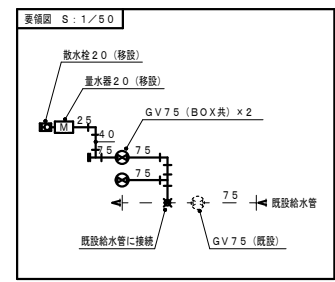 要領図 S:1/50
散水栓20(移設)
量水器20(移設)
M
25
GV75(BOX共)×2
40
75
75
75
75
既設給水管
既設給水管に接続
GV75(既設)